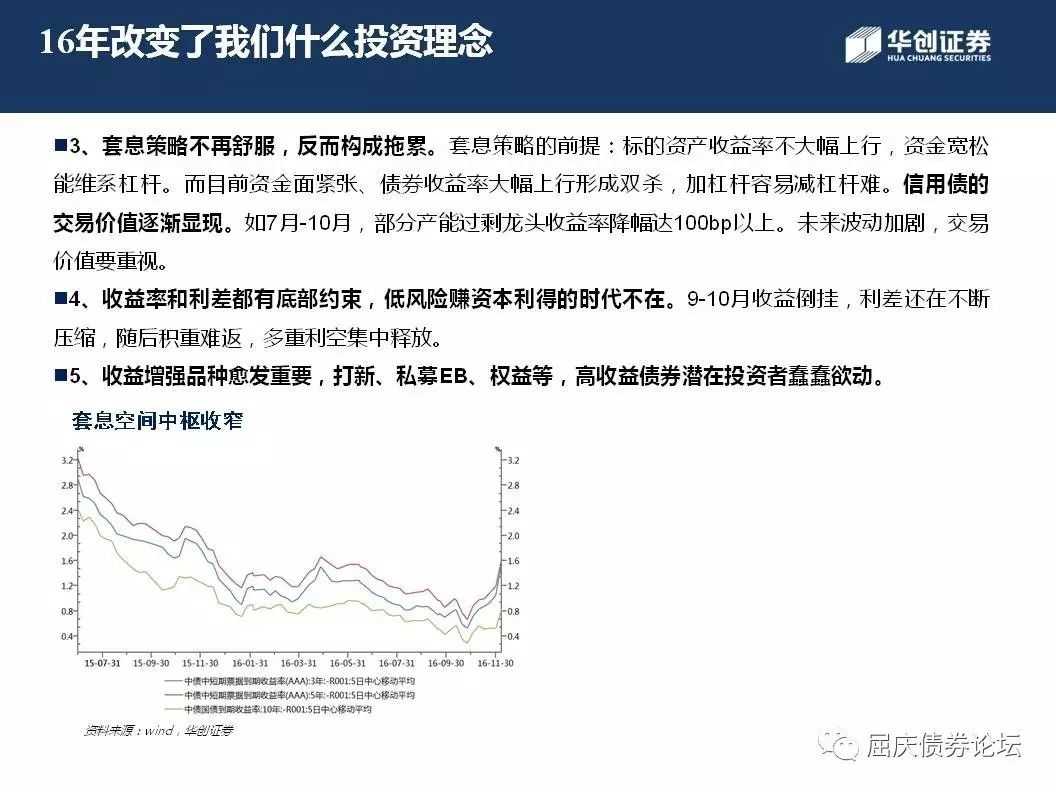 16年改变了我们什么投资理念
华创证券
HUA CHUANG SECURITIES
■3、套息策略不再舒服，反而构成拖累。套息策略的前提：标的资产收益率不大幅上行，资金宽松
能维系杠杆。而目前资金面紧张、债券收益率大幅上行形成双杀，加杠杆容易减杠杆难。信用债的
交易价值逐渐显现。如7月-10月，部分产能过剩龙头收益率降幅达100bp以上。未来波动加剧，交易
价值要重视。
■4、收益率和利差都有底部约束，低风险赚资本利得的时代不在。9-10月收益倒挂，利差还在不断
压缩，随后积重难返，多重利空集中释放。
■5、收益增强品种愈发重要，打新、私募EB、权益等，高收益债券潜在投资者蠢蠢欲动。
套息空间中枢收窄
% %
3.2 3.2
2.8 2.8
2.4 2.4
2.0 2.0
1.6 1.6
1.2 1.2
0.8 0.8
0.4 0.4
15-07-31 15-09-30 15-11-30 16-01-31 16-03-31 16-05-31 16-07-31 16-09-30 16-11-30
中债中短期票据到期收益率(AAA):3年:-R001:5日中心移动平均
中债中短期票据到期收益率(AAA):5年:-R001:5日中心移动平均
中债国债到期收益率:10年:-R001:5日中心移动平均
资料来源：wind，华创证券
屈庆债券论坛